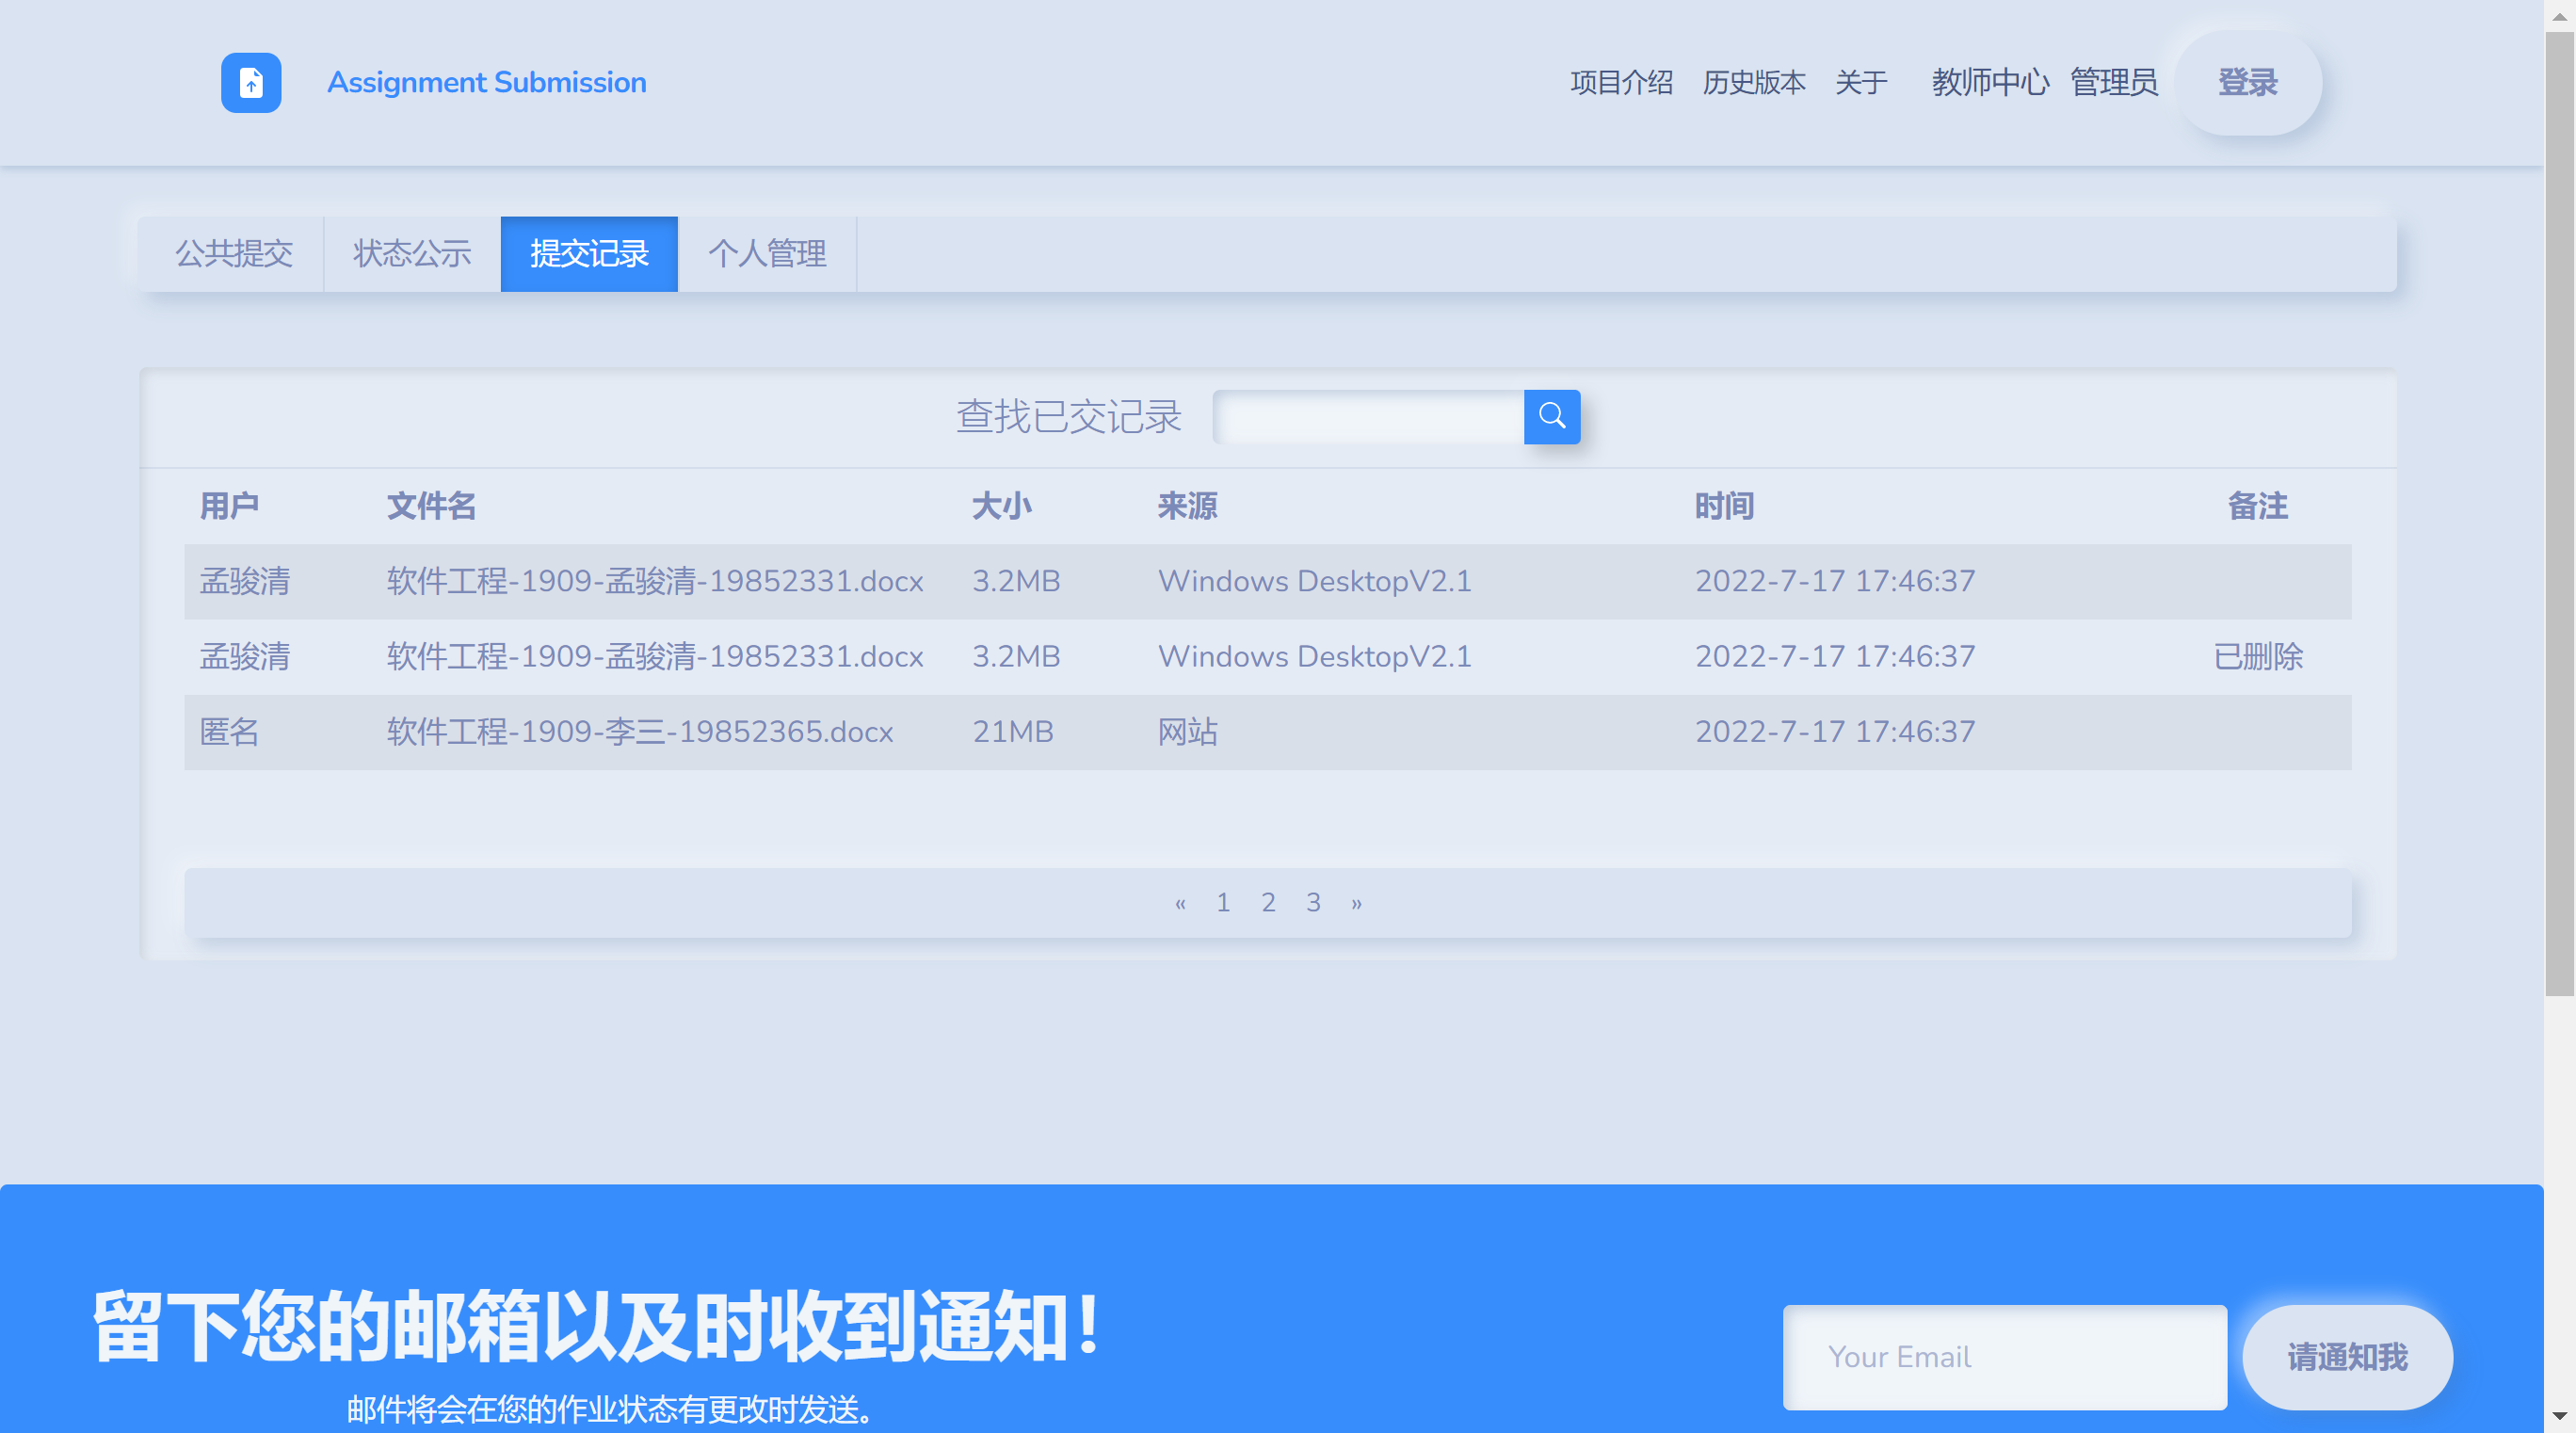 Assignment Submission 项目介绍 历史版本 关于 教师中心 管理员 登录
公共提交 状态公示 提交记录 个人管理
查找已交记录
用户 文件名 大小 来源 时间 备注
孟骏清 软件工程-1909-孟骏清-19852331.docx 3.2MB Windows DesktopV2.1 2022-7-17 17:46:37
孟骏清 软件工程-1909-孟骏清-19852331.docx 3.2MB Windows DesktopV2.1 2022-7-17 17:46:37 已删除
匿名 软件工程-1909-李三-19852365.docx 21MB 网站 2022-7-17 17:46:37
« 1 2 3 »
留下您的邮箱以及时收到通知！
邮件将会在您的作业状态有更改时发送。
Your Email 请通知我